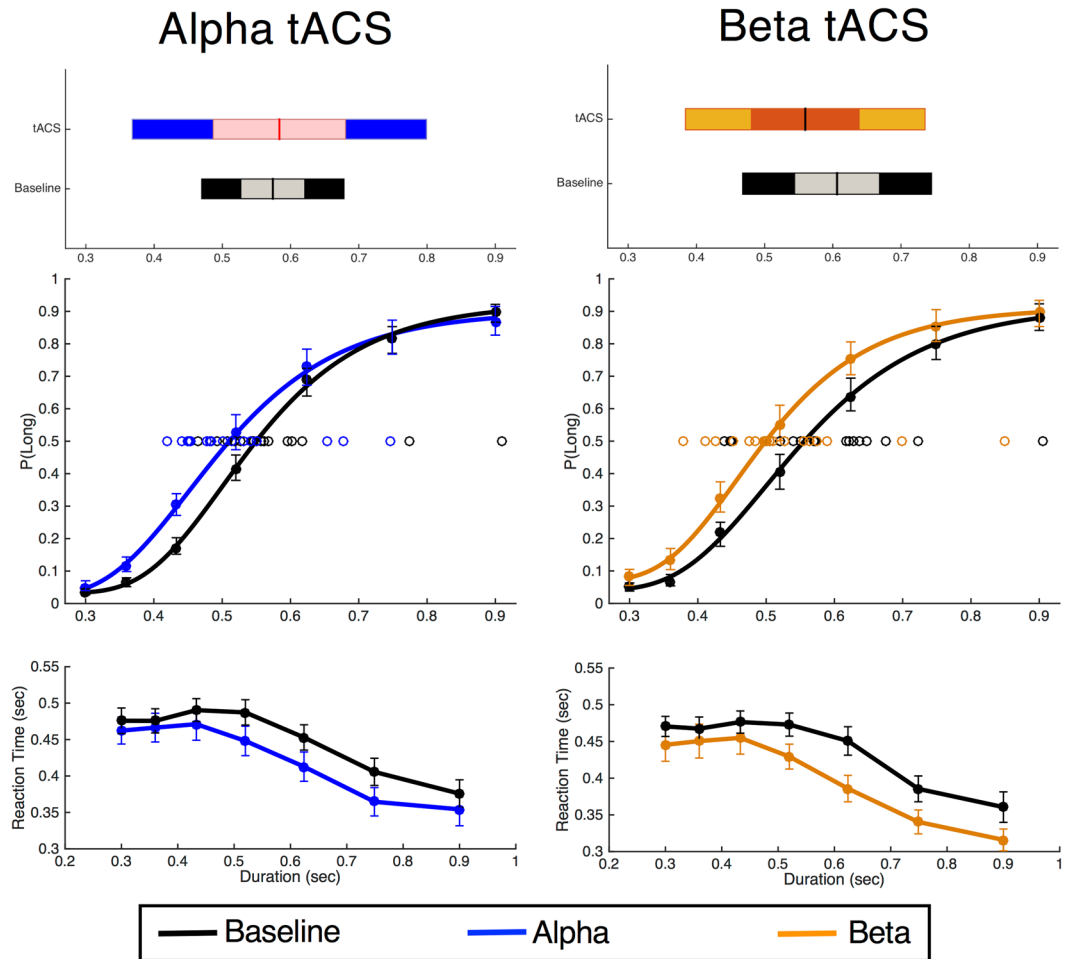 Alpha tACS
Beta tACS
tACS
Baseline
0.3 0.4 0.5 0.6 0.7 0.8 0.9
tACS
Baseline
0.3 0.4 0.5 0.6 0.7 0.8 0.9
P(Long)
1
0.9
0.8
0.7
0.6
0.5
0.4
0.3
0.2
0.1
0
0.3 0.4 0.5 0.6 0.7 0.8 0.9
P(Long)
1
0.9
0.8
0.7
0.6
0.5
0.4
0.3
0.2
0.1
0
0.3 0.4 0.5 0.6 0.7 0.8 0.9
Reaction Time (sec)
0.55
0.5
0.45
0.4
0.35
0.3
0.2 0.3 0.4 0.5 0.6 0.7 0.8 0.9 1
Duration (sec)
Reaction Time (sec)
0.55
0.5
0.45
0.4
0.35
0.3
0.2 0.3 0.4 0.5 0.6 0.7 0.8 0.9 1
Duration (sec)
Baseline Alpha Beta